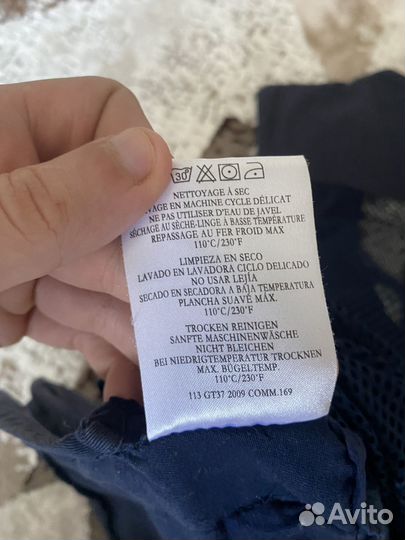 30°
NETTOYAGE À SEC
LAVAGE EN MACHINE CYCLE DÉLICAT
NE PAS UTILISER D'EAU DE JAVEL
SÉCHAGE AU SÈCHE-LINGE À BASSE TEMPÉRATURE
REPASSAGE AU FER FROID MAX
110°C/230°F
LIMPIEZA EN SECO
LAVADO EN LAVADORA CICLO DELICADO
NO USAR LEJÍA
SECADO EN SECADORA A BAJA TEMPERATURA
PLANCHA SUAVE MÁX.
110°C/230°F
TROCKEN REINIGEN
SANFTE MASCHINENWÄSCHE
NICHT BLEICHEN
BEI NIEDRIGTEMPERATUR TROCKNEN
MAX. BÜGELTEMP.
110°C/230°F
113 GT37 2009 COMM.169
Avito